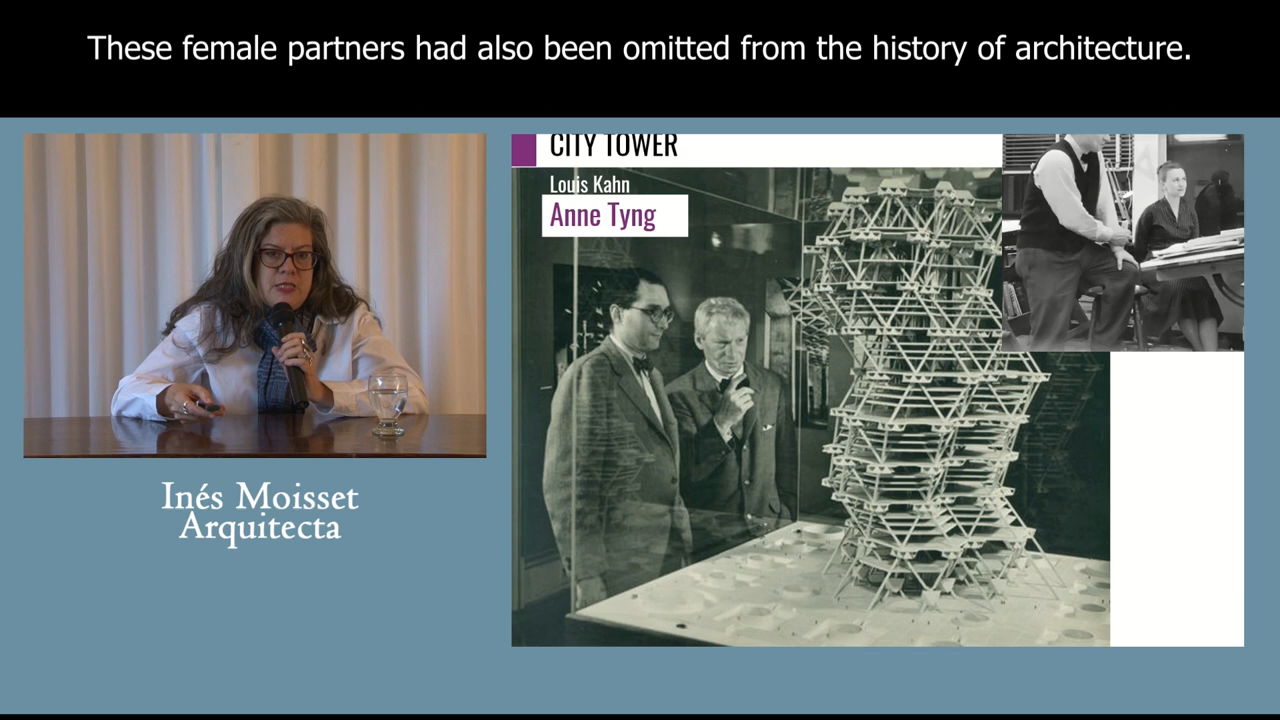 These female partners had also been omitted from the history of architecture.
CITY TOWER
Louis Kahn
Anne Tyng
Inés Moisset
Arquitecta